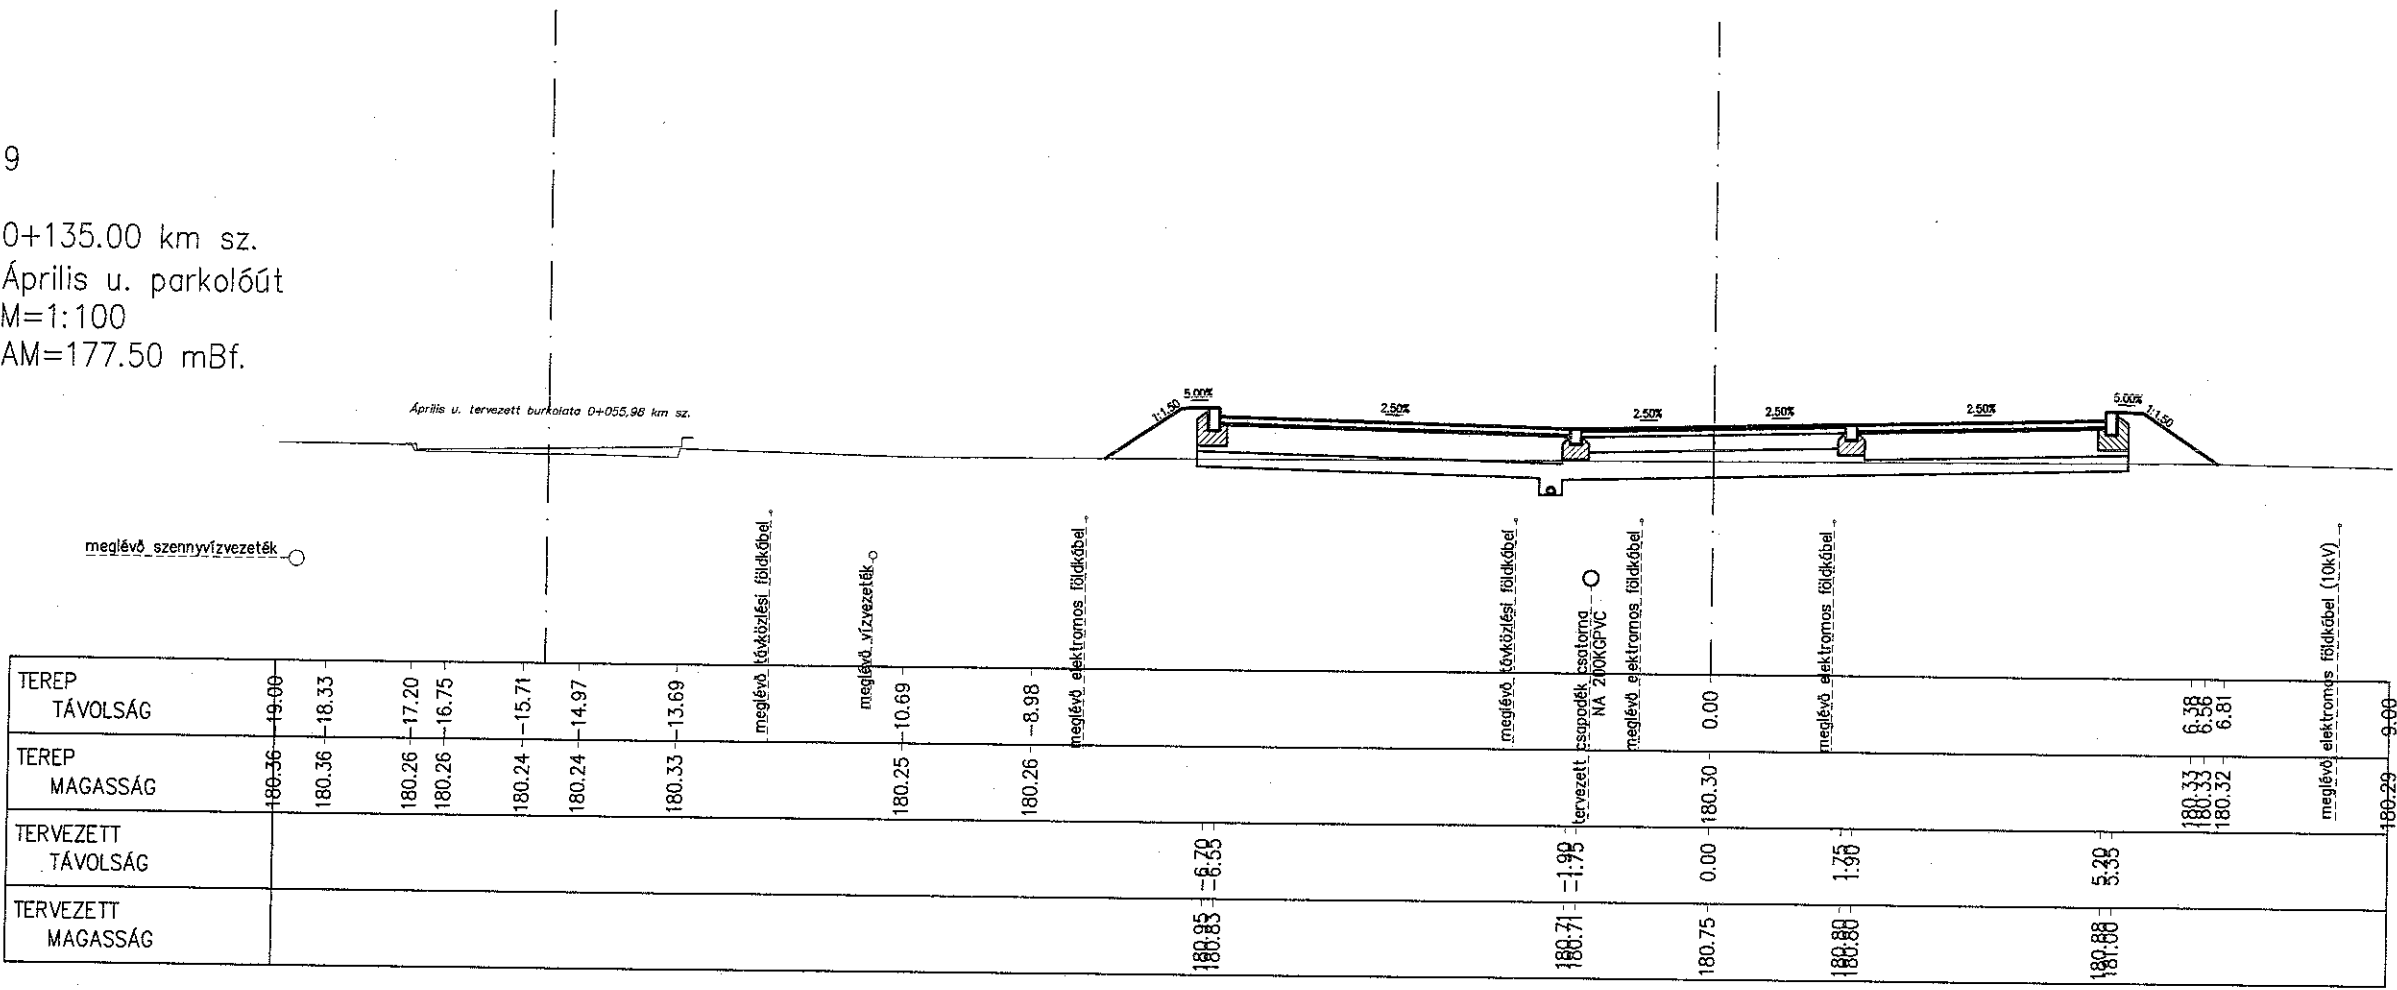 9
0+135.00 km sz.
Április u. parkolóút
M=1:100
AM=177.50 mBf.
Április u. tervezett burkolata 0+055,98 km sz.
1:1.50
5.00%
2.50%
2.50%
2.50%
2.50%
5.00%
1:1.50
meglévő szennyvízvezeték
meglévő távközlési földkábel
meglévő vízvezeték
meglévő elektromos földkábel
meglévő távközlési földkábel
tervezett csapadék csatorna
NA 200KGPVC
meglévő elektromos földkábel
meglévő elektromos földkábel
meglévő elektromos földkábel (10kV)
TEREP
TÁVOLSÁG
-19.00 -18.33 -17.20 -16.75 -15.71 -14.97 -13.69 -10.69 -8.98 0.00 6.38 6.56 6.81 9.00
TEREP
MAGASSÁG
180.36 180.36 180.26 180.26 180.24 180.24 180.33 180.25 180.26 180.30 180.33 180.33 180.32 180.29
TERVEZETT
TÁVOLSÁG
-6.70 -6.55 -1.90 -1.75 0.00 1.75 1.90 5.20 5.35
TERVEZETT
MAGASSÁG
180.95 180.83 180.71 180.71 180.75 180.80 180.80 180.88 181.00